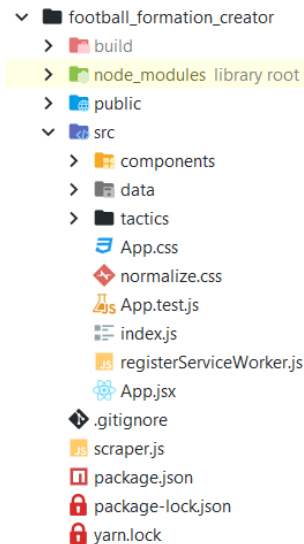 football_formation_creator
build
node_modules library root
public
src
components
data
tactics
App.css
normalize.css
App.test.js
index.js
registerServiceWorker.js
App.jsx
.gitignore
scraper.js
package.json
package-lock.json
yarn.lock